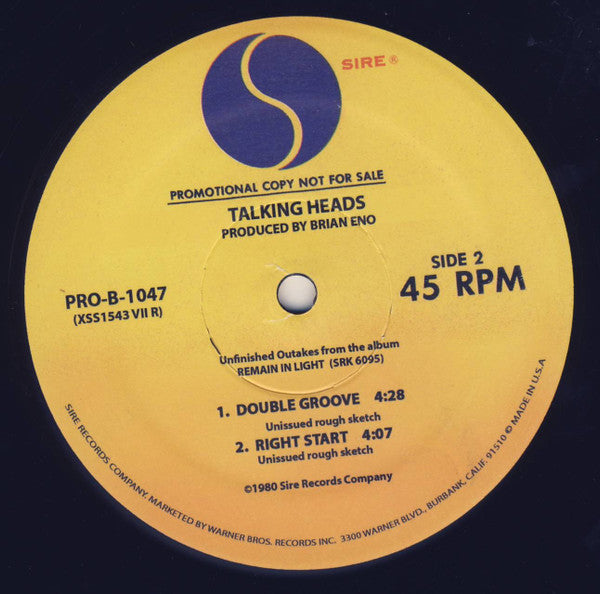 SIRE ®
PROMOTIONAL COPY NOT FOR SALE
TALKING HEADS
PRODUCED BY BRIAN ENO
SIDE 2
45 RPM
PRO-B-1047
(XSS1543 VII R)
Unfinished Outakes from the album
REMAIN IN LIGHT (SRK 6095)
1. DOUBLE GROOVE 4:28
Unissued rough sketch
2. RIGHT START 4:07
Unissued rough sketch
©1980 Sire Records Company
SIRE RECORDS COMPANY, MARKETED BY WARNER BROS. RECORDS INC. 3300 WARNER BLVD., BURBANK, CALIF. 91510 © MADE IN U.S.A